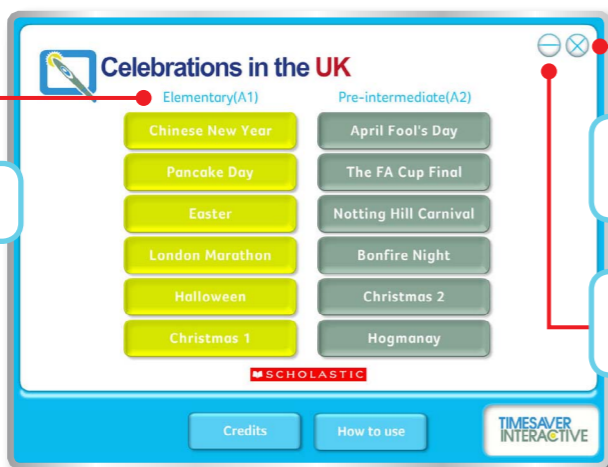 Celebrations in the UK
Elementary(A1)
Pre-intermediate(A2)
Chinese New Year
April Fool's Day
Pancake Day
The FA Cup Final
Easter
Notting Hill Carnival
London Marathon
Bonfire Night
Halloween
Christmas 2
Christmas 1
Hogmanay
SCHOLASTIC
Credits
How to use
TIMESAVER
INTERACTIVE